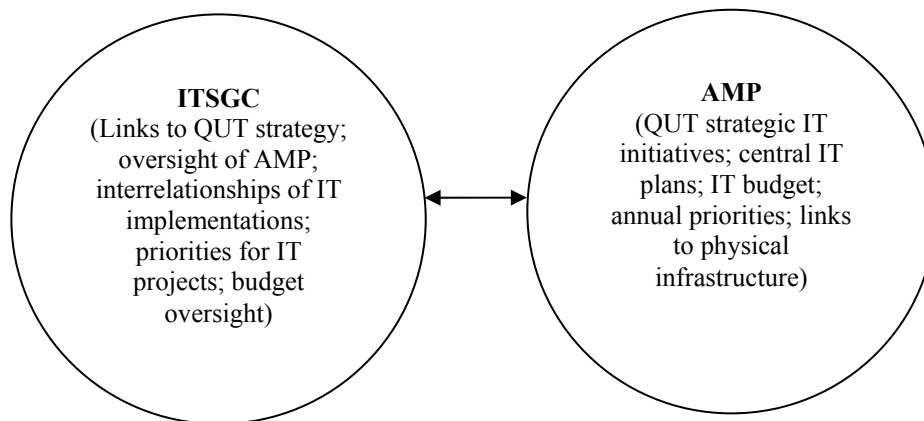 ITSGC
(Links to QUT strategy;
oversight of AMP;
interrelationships of IT
implementations;
priorities for IT
projects; budget
oversight)
AMP
(QUT strategic IT
initiatives; central IT
plans; IT budget;
annual priorities; links
to physical
infrastructure)